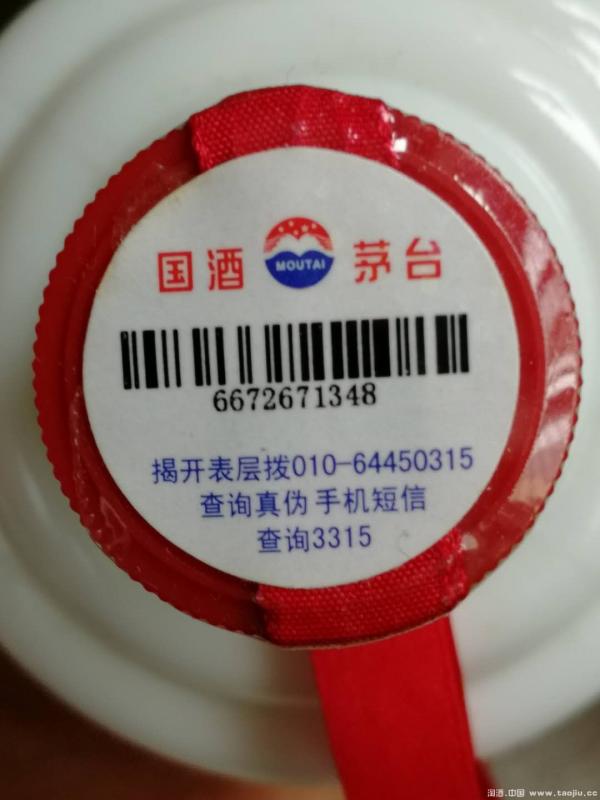 国酒 MOUTAI 茅台
6672671348
揭开表层拨010-64450315
查询真伪 手机短信
查询3315
淘酒.中国 www.taojiu.cc